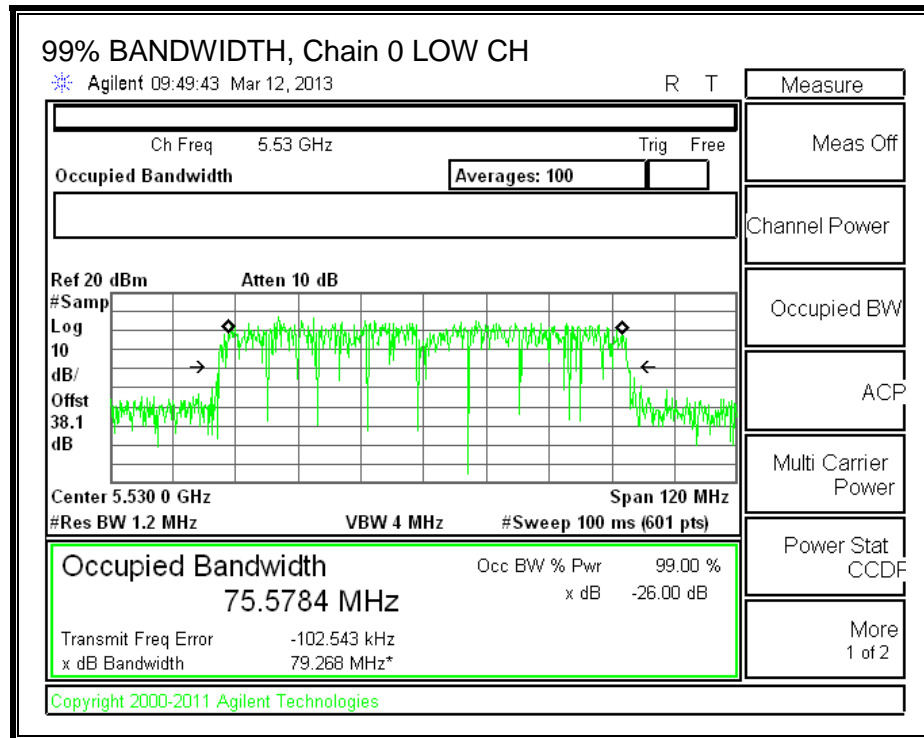 99% BANDWIDTH, Chain 0 LOW CH
Agilent 09:49:43 Mar 12, 2013 R T
Measure
Ch Freq 5.53 GHz Trig Free
Occupied Bandwidth Averages: 100
Meas Off
Channel Power
Occupied BW
ACP
Multi Carrier
Power
Power Stat
CCDF
More
1 of 2
Ref 20 dBm Atten 10 dB
#Samp
Log
10
dB/
Offst
38.1
dB
Center 5.530 0 GHz Span 120 MHz
#Res BW 1.2 MHz VBW 4 MHz #Sweep 100 ms (601 pts)
Occupied Bandwidth Occ BW % Pwr 99.00 %
75.5784 MHz x dB -26.00 dB
Transmit Freq Error -102.543 kHz
x dB Bandwidth 79.268 MHz*
Copyright 2000-2011 Agilent Technologies